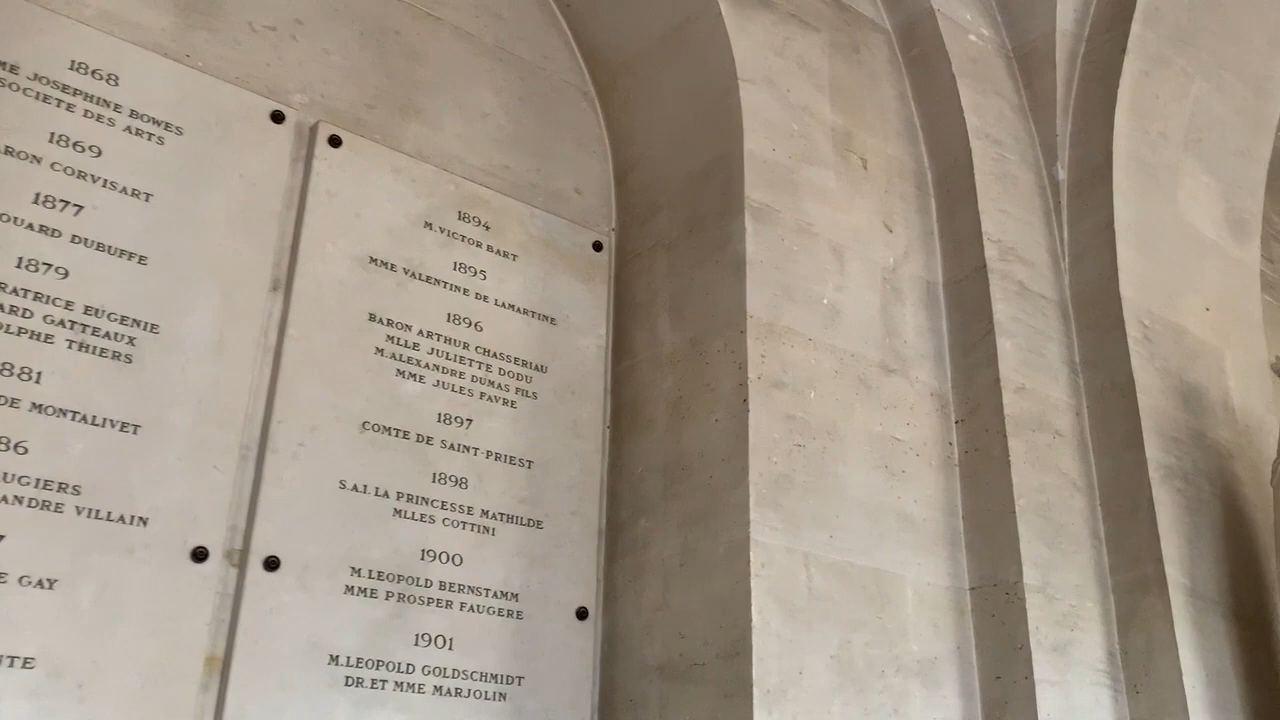 1868
ME JOSEPHINE BOWES
SOCIETE DES ARTS
1869
ARON CORVISART
1877
OUARD DUBUFFE
1879
RATRICE EUGENIE
ARD GATTEAUX
OLPHE THIERS
881
DE MONTALIVET
86
UGIERS
ANDRE VILLAIN
7
E GAY
NTE
1894
M.VICTOR BART
1895
MME VALENTINE DE LAMARTINE
1896
BARON ARTHUR CHASSERIAU
MLLE JULIETTE DODU
M.ALEXANDRE DUMAS FILS
MME JULES FAVRE
1897
COMTE DE SAINT-PRIEST
1898
S.A.I. LA PRINCESSE MATHILDE
MLLES COTTINI
1900
M.LEOPOLD BERNSTAMM
MME PROSPER FAUGERE
1901
M.LEOPOLD GOLDSCHMIDT
DR.ET MME MARJOLIN